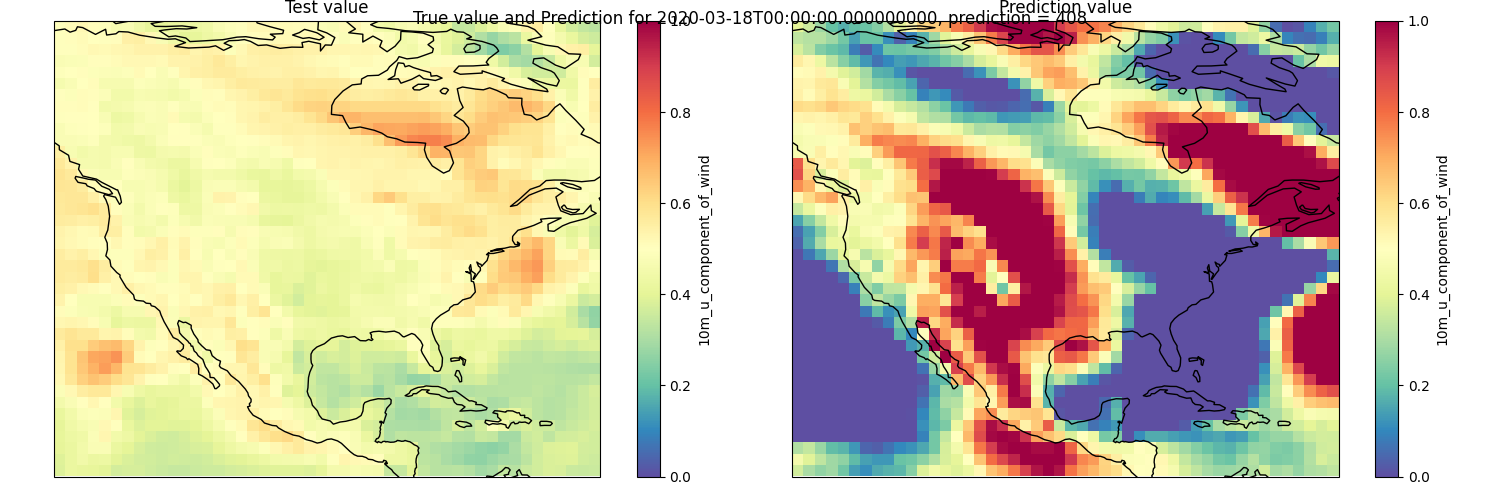 Test value
True value and Prediction for 2020-03-18T00:00:00.000000000, prediction = 408
Prediction value
1.0
0.8
0.6
0.4
0.2
0.0
10m_u_component_of_wind
1.0
0.8
0.6
0.4
0.2
0.0
10m_u_component_of_wind